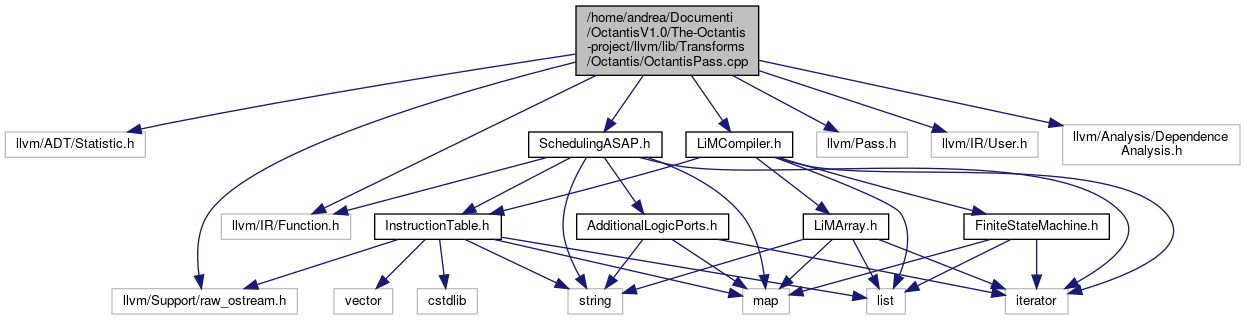 /home/andrea/Documenti
/OctantisV1.0/The-Octantis
-project/llvm/lib/Transforms
/Octantis/OctantisPass.cpp
llvm/ADT/Statistic.h
SchedulingASAP.h
LiMCompiler.h
llvm/Pass.h
llvm/IR/User.h
llvm/Analysis/Dependence
Analysis.h
llvm/IR/Function.h
InstructionTable.h
AdditionalLogicPorts.h
LiMArray.h
FiniteStateMachine.h
llvm/Support/raw_ostream.h
vector
cstdlib
string
map
list
iterator